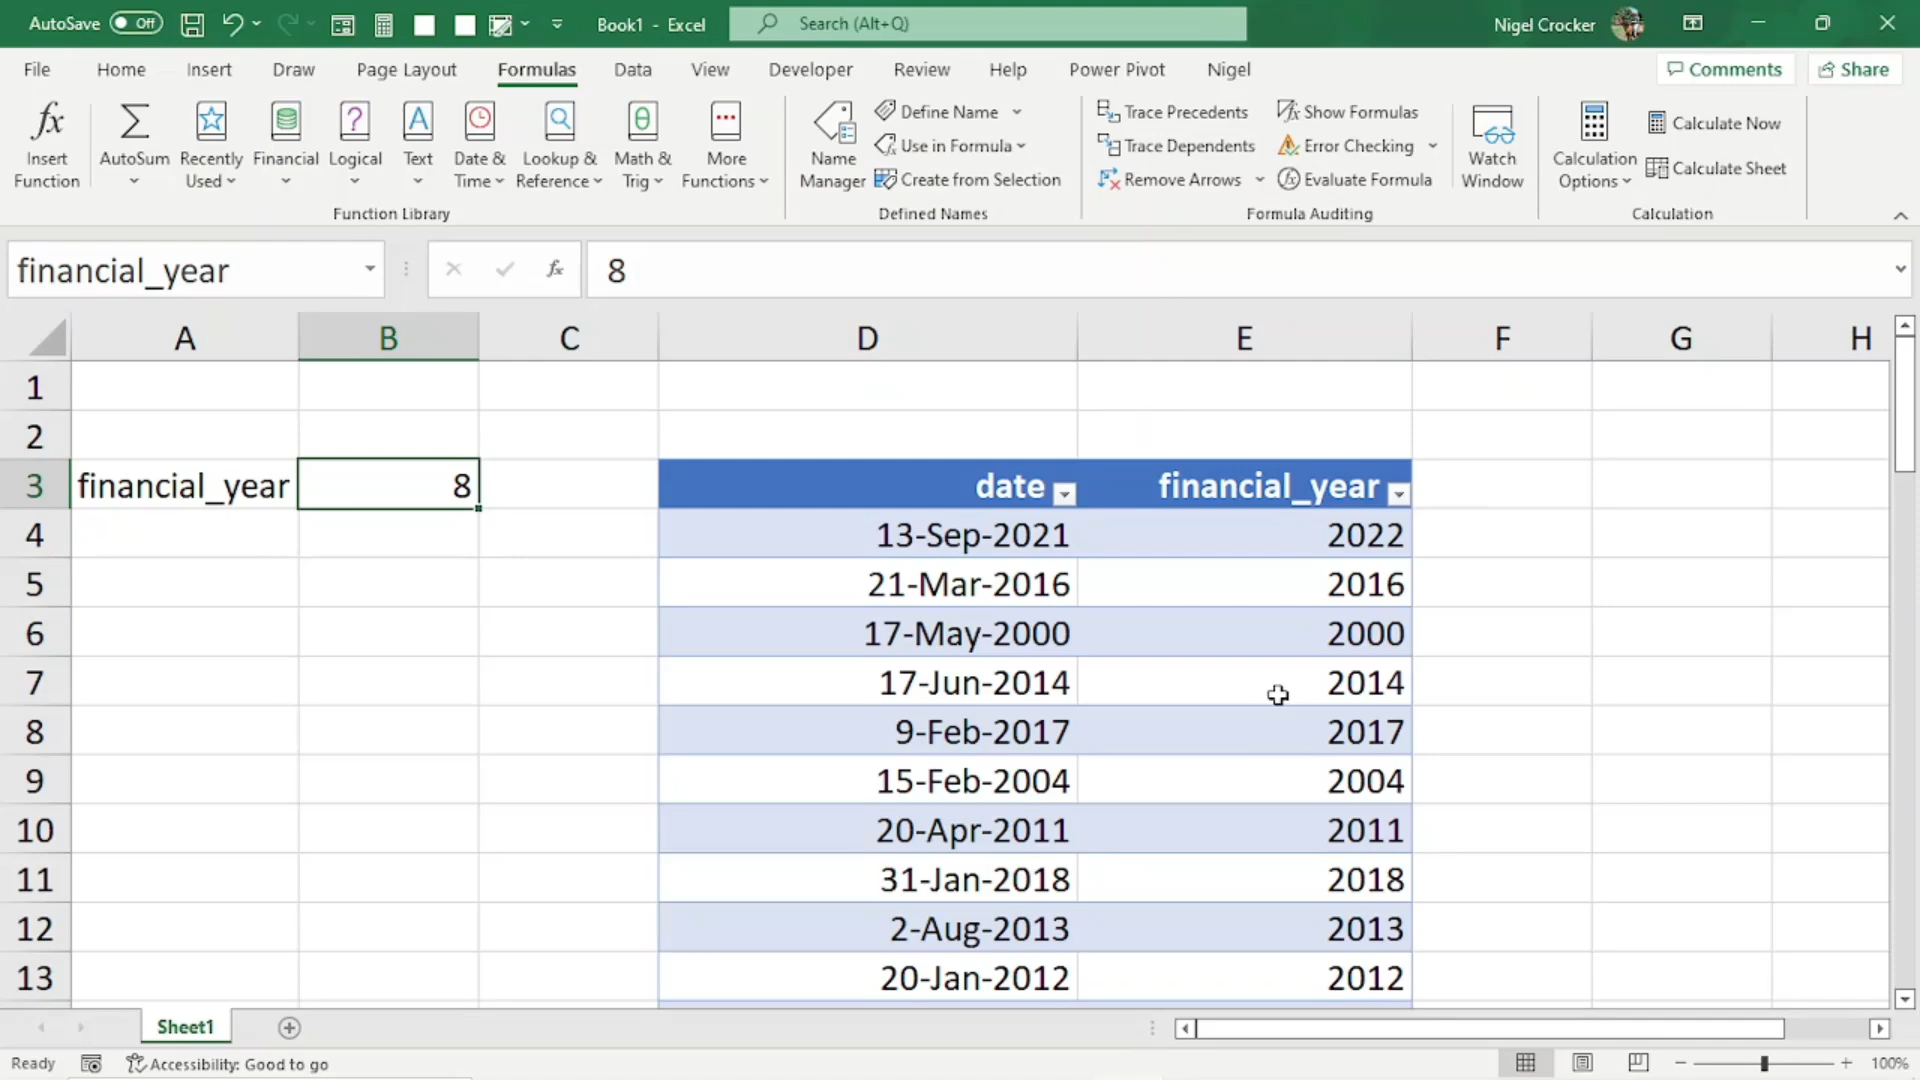 AutoSave Off Book1 - Excel Search (Alt+Q) Nigel Crocker
File Home Insert Draw Page Layout Formulas Data View Developer Review Help Power Pivot Nigel Comments Share
fx Insert Function
AutoSum
Recently Used
Financial
Logical
Text
Date & Time
Lookup & Reference
Math & Trig
More Functions
Function Library
Name Manager
Define Name
Use in Formula
Create from Selection
Defined Names
Trace Precedents
Trace Dependents
Remove Arrows
Show Formulas
Error Checking
Evaluate Formula
Formula Auditing
Watch Window
Calculation Options
Calculate Now
Calculate Sheet
Calculation
financial_year fx 8
A B C D E F G H
1
2
3 financial_year 8 date financial_year
4 13-Sep-2021 2022
5 21-Mar-2016 2016
6 17-May-2000 2000
7 17-Jun-2014 2014
8 9-Feb-2017 2017
9 15-Feb-2004 2004
10 20-Apr-2011 2011
11 31-Jan-2018 2018
12 2-Aug-2013 2013
13 20-Jan-2012 2012
Sheet1
Ready Accessibility: Good to go 100%